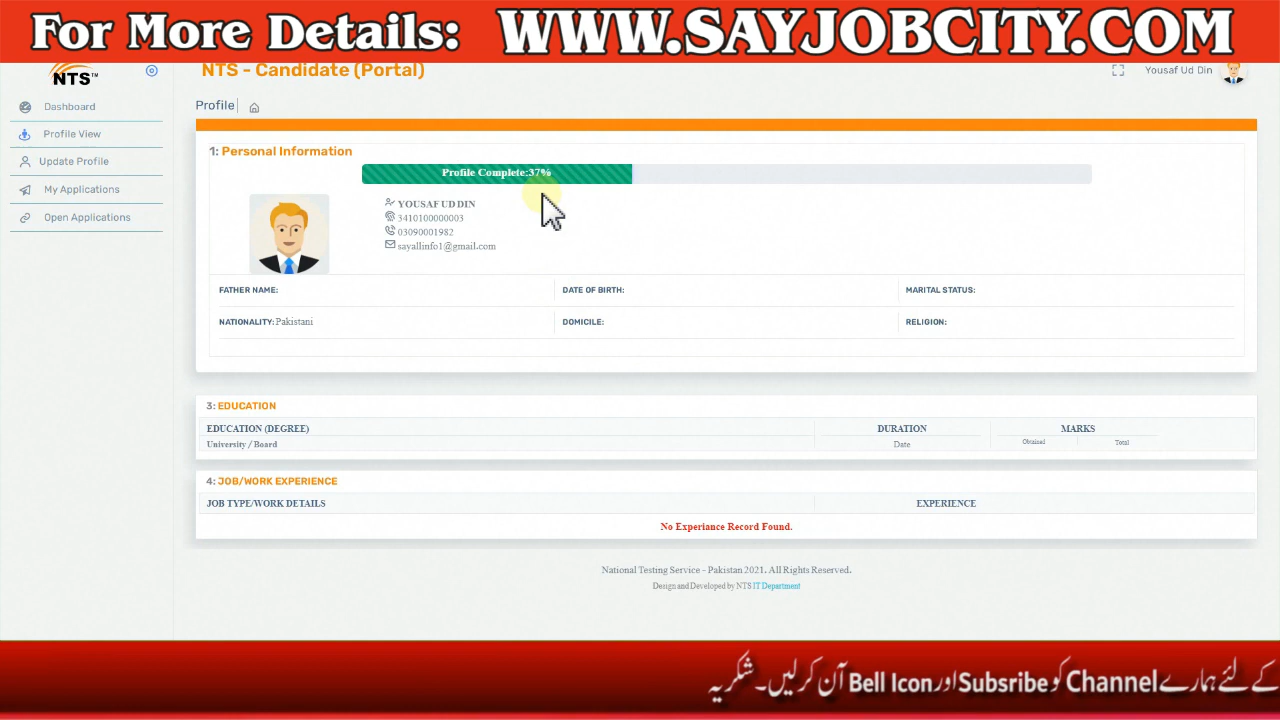 For More Details: WWW.SAYJOBCITY.COM
NTS™
NTS - Candidate (Portal)
Yousaf Ud Din
Dashboard
Profile View
Update Profile
My Applications
Open Applications
Profile
1: Personal Information
Profile Complete:37%
YOUSAF UD DIN
3410100000003
03090001982
sayallinfo1@gmail.com
FATHER NAME: DATE OF BIRTH: MARITAL STATUS:
NATIONALITY: Pakistani DOMICILE: RELIGION:
3: EDUCATION
EDUCATION (DEGREE) DURATION MARKS
University / Board Date Obtained Total
4: JOB/WORK EXPERIENCE
JOB TYPE/WORK DETAILS EXPERIENCE
No Experiance Record Found.
National Testing Service - Pakistan 2021. All Rights Reserved.
Design and Developed by NTS IT Department
کے لئے ہمارے Channel کو Subsribe اور Bell Icon آن کرلیں۔ شکریہ